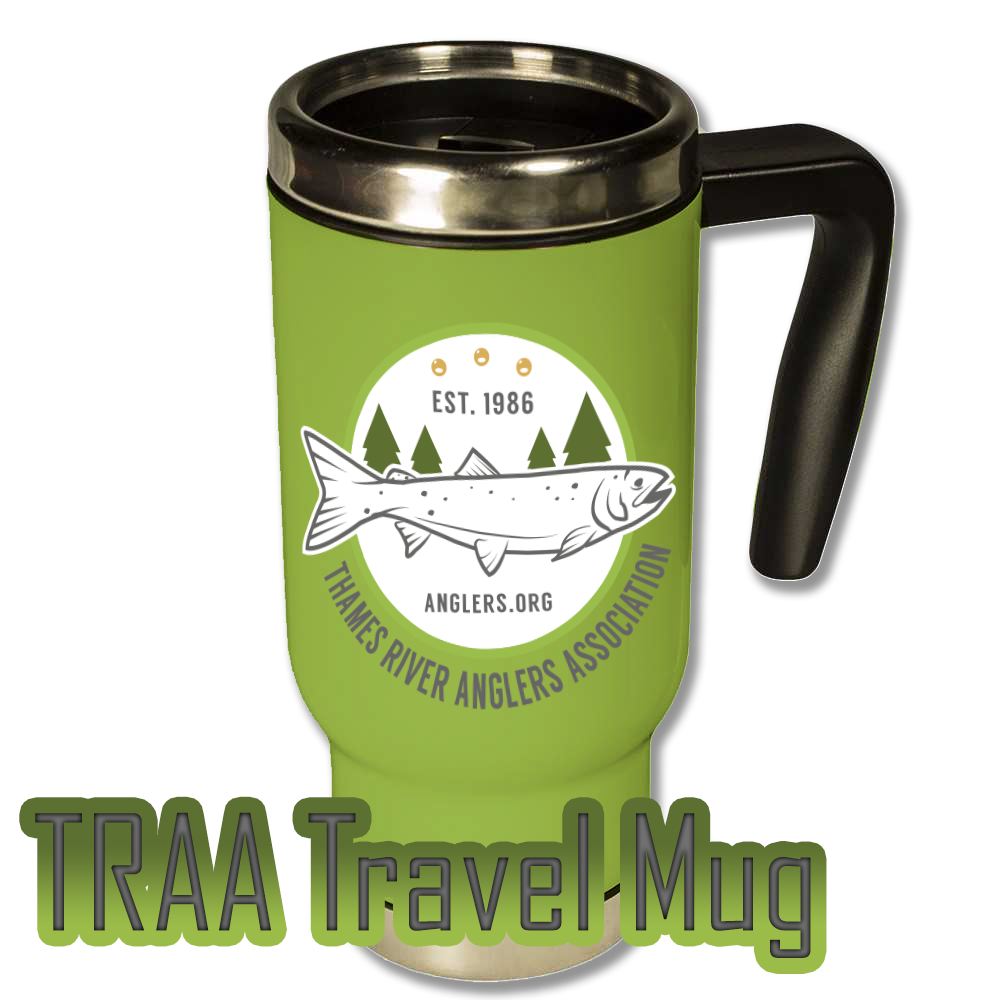 EST. 1986
ANGLERS.ORG
THAMES RIVER ANGLERS ASSOCIATION
TRAA Travel Mug